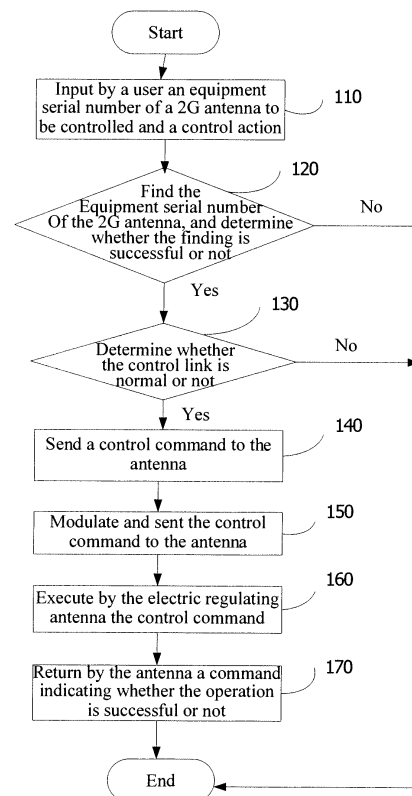 Start
Input by a user an equipment
serial number of a 2G antenna to
be controlled and a control action
110
120
Find the
Equipment serial number
Of the 2G antenna, and determine
whether the finding is
successful or not
No
Yes
130
Determine whether
the control link is
normal or not
No
Yes
140
Send a control command to the
antenna
150
Modulate and sent the control
command to the antenna
160
Execute by the electric regulating
antenna the control command
170
Return by the antenna a command
indicating whether the operation
is successful or not
End